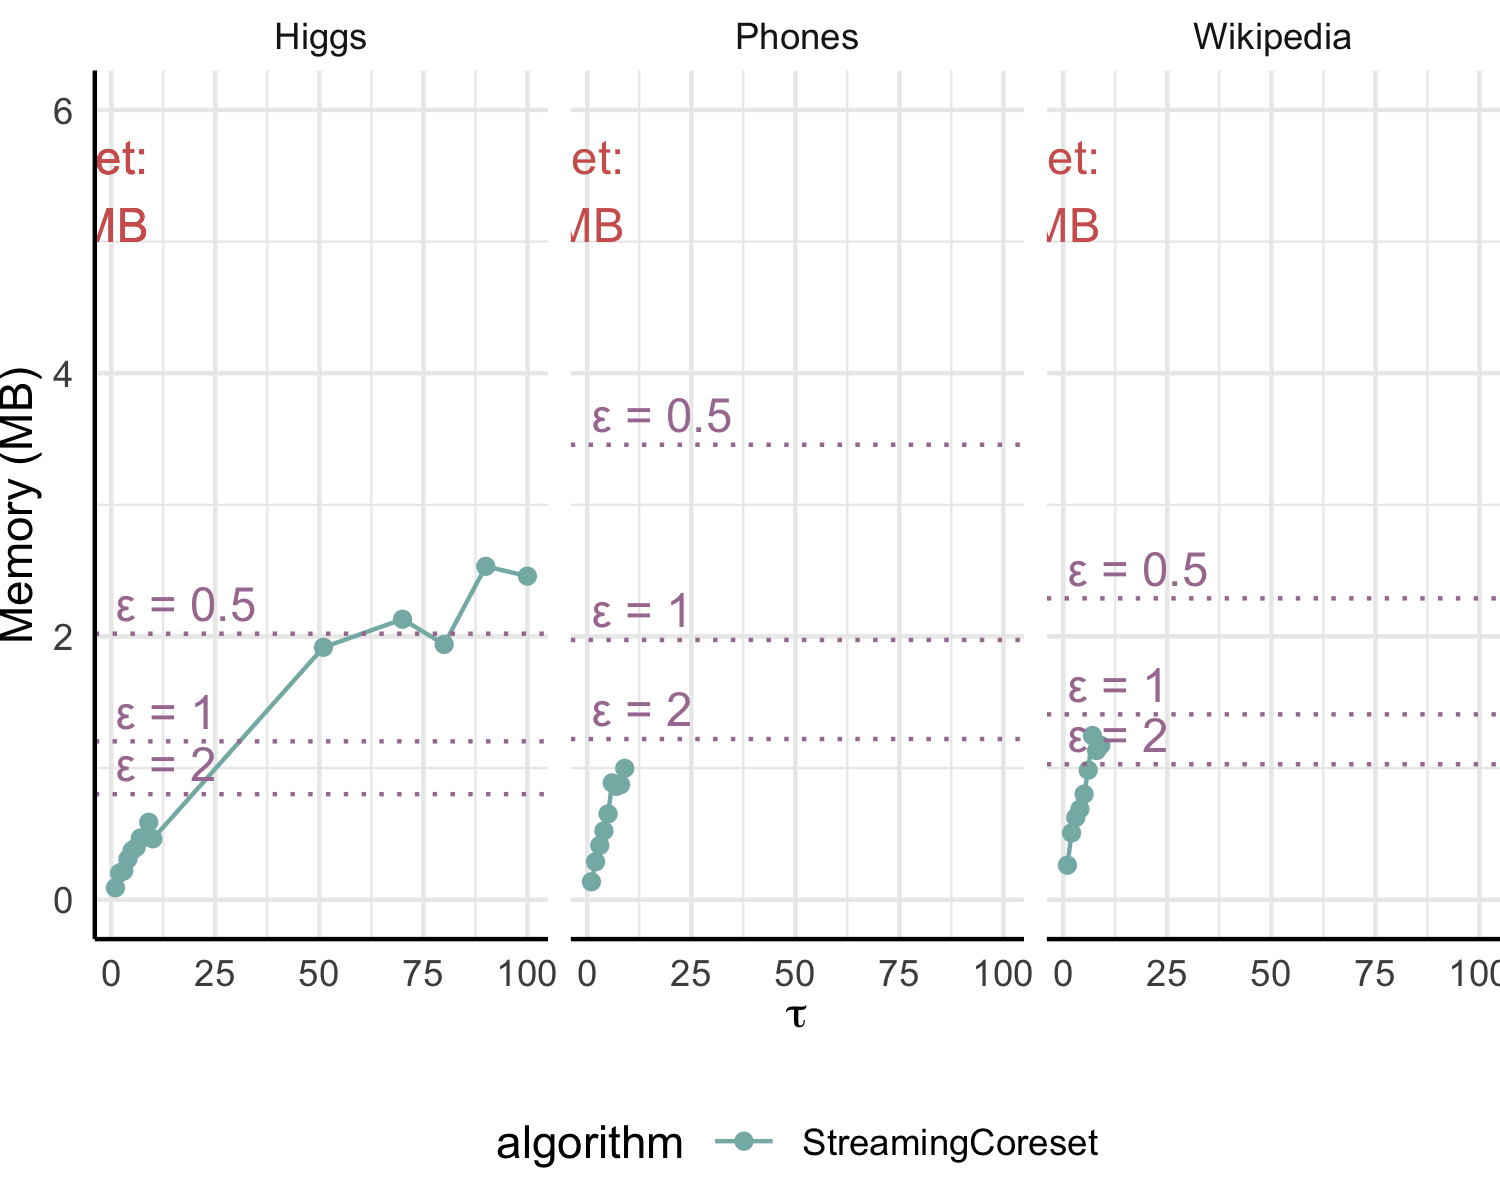 Higgs Phones Wikipedia
6
et: et: et:
MB MB MB
4
ε = 0.5
ε = 0.5
ε = 0.5
2
ε = 1
ε = 1
ε = 1
ε = 2
ε = 2
ε = 2
0
Memory (MB)
0 25 50 75 100 0 25 50 75 100 0 25 50 75 100
τ
algorithm StreamingCoreset